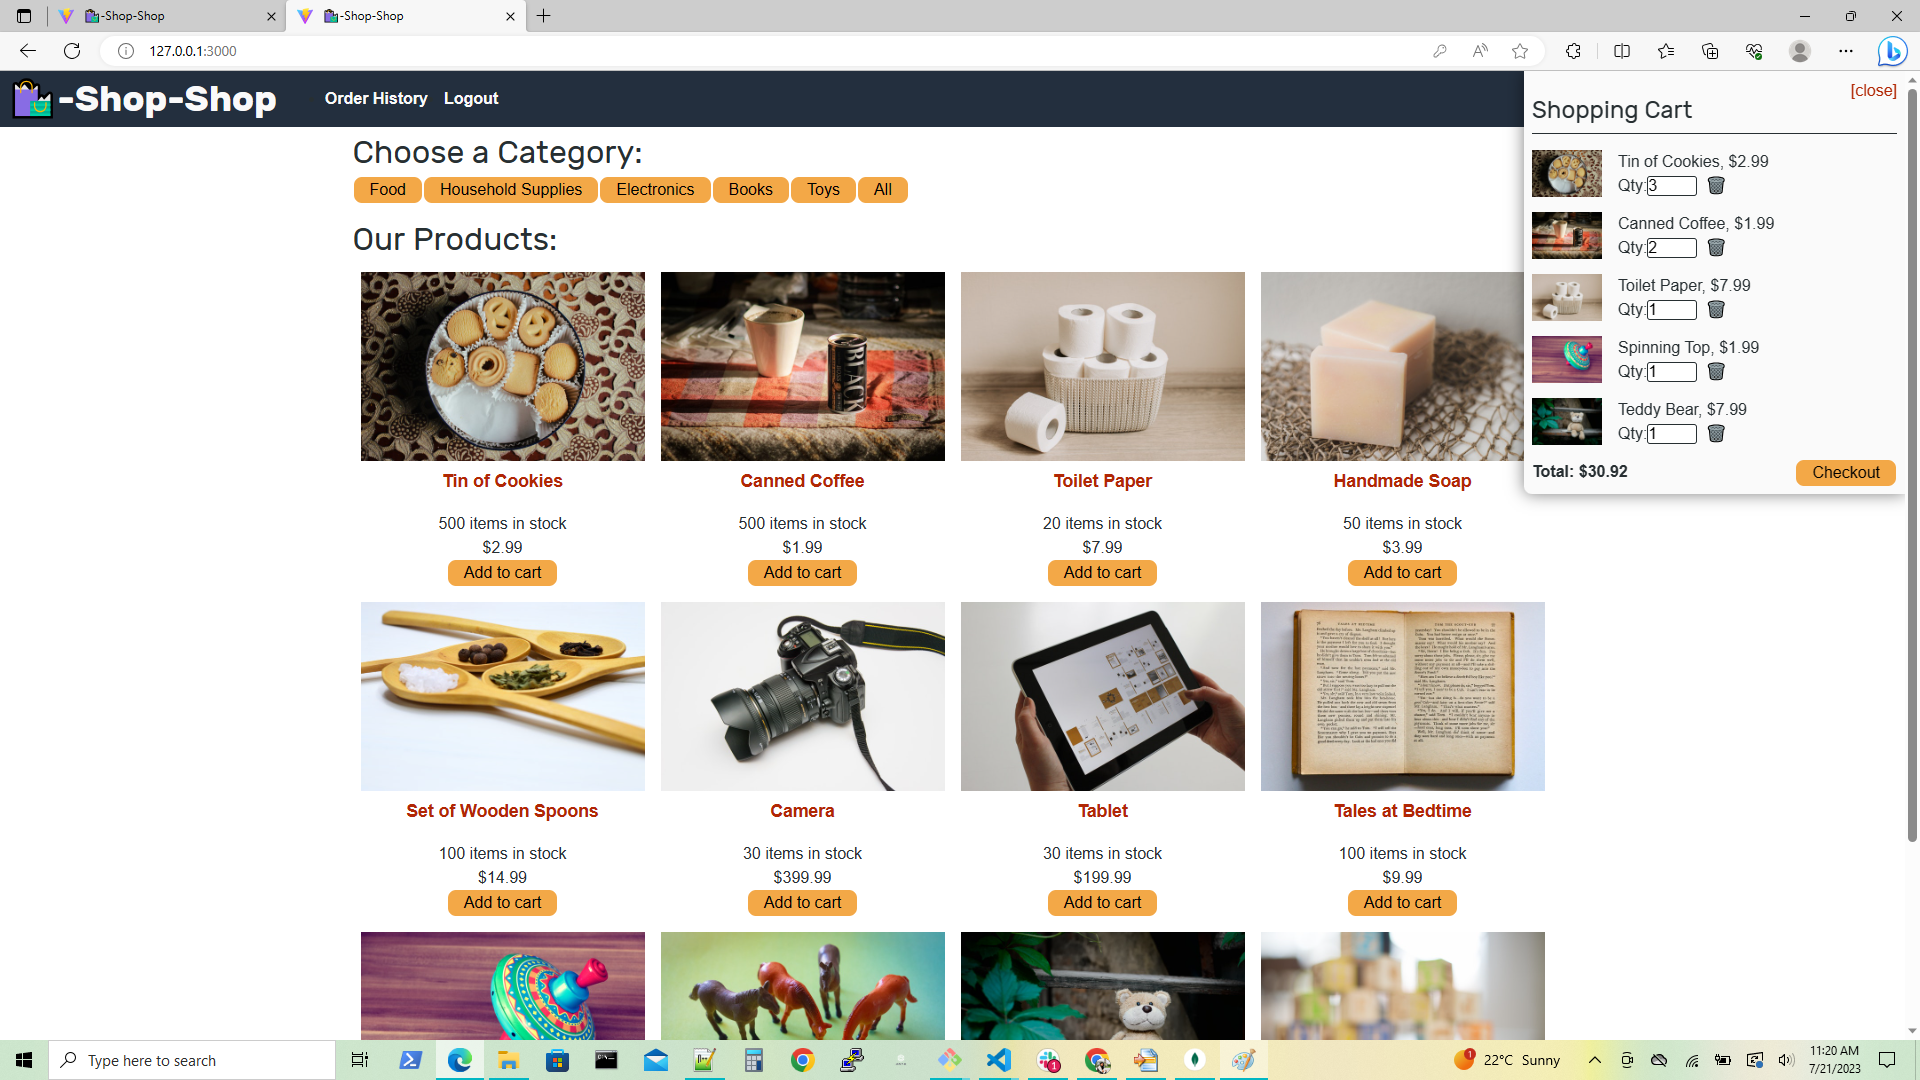 -Shop-Shop
-Shop-Shop
127.0.0.1:3000
-Shop-Shop
Order History
Logout
[close]
Shopping Cart
Tin of Cookies, $2.99
Qty:3
Canned Coffee, $1.99
Qty:2
Toilet Paper, $7.99
Qty:1
Spinning Top, $1.99
Qty:1
Teddy Bear, $7.99
Qty:1
Total: $30.92
Checkout
Choose a Category:
Food
Household Supplies
Electronics
Books
Toys
All
Our Products:
BLACK
Tin of Cookies
500 items in stock
$2.99
Add to cart
Canned Coffee
500 items in stock
$1.99
Add to cart
Toilet Paper
20 items in stock
$7.99
Add to cart
Handmade Soap
50 items in stock
$3.99
Add to cart
Set of Wooden Spoons
100 items in stock
$14.99
Add to cart
Camera
30 items in stock
$399.99
Add to cart
Tablet
30 items in stock
$199.99
Add to cart
Tales at Bedtime
100 items in stock
$9.99
Add to cart
Type here to search
1
1
22°C Sunny
11:20 AM
7/21/2023